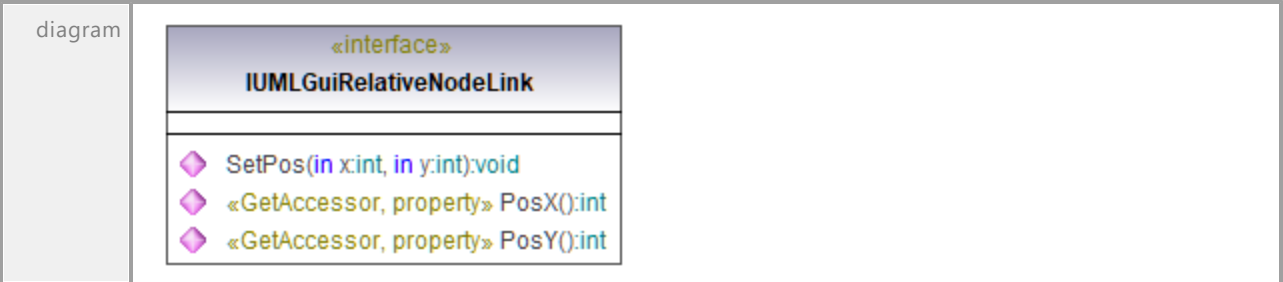 diagram
«interface»
IUMLGuiRelativeNodeLink
SetPos(in x:int, in y:int):void
«GetAccessor, property» PosX():int
«GetAccessor, property» PosY():int